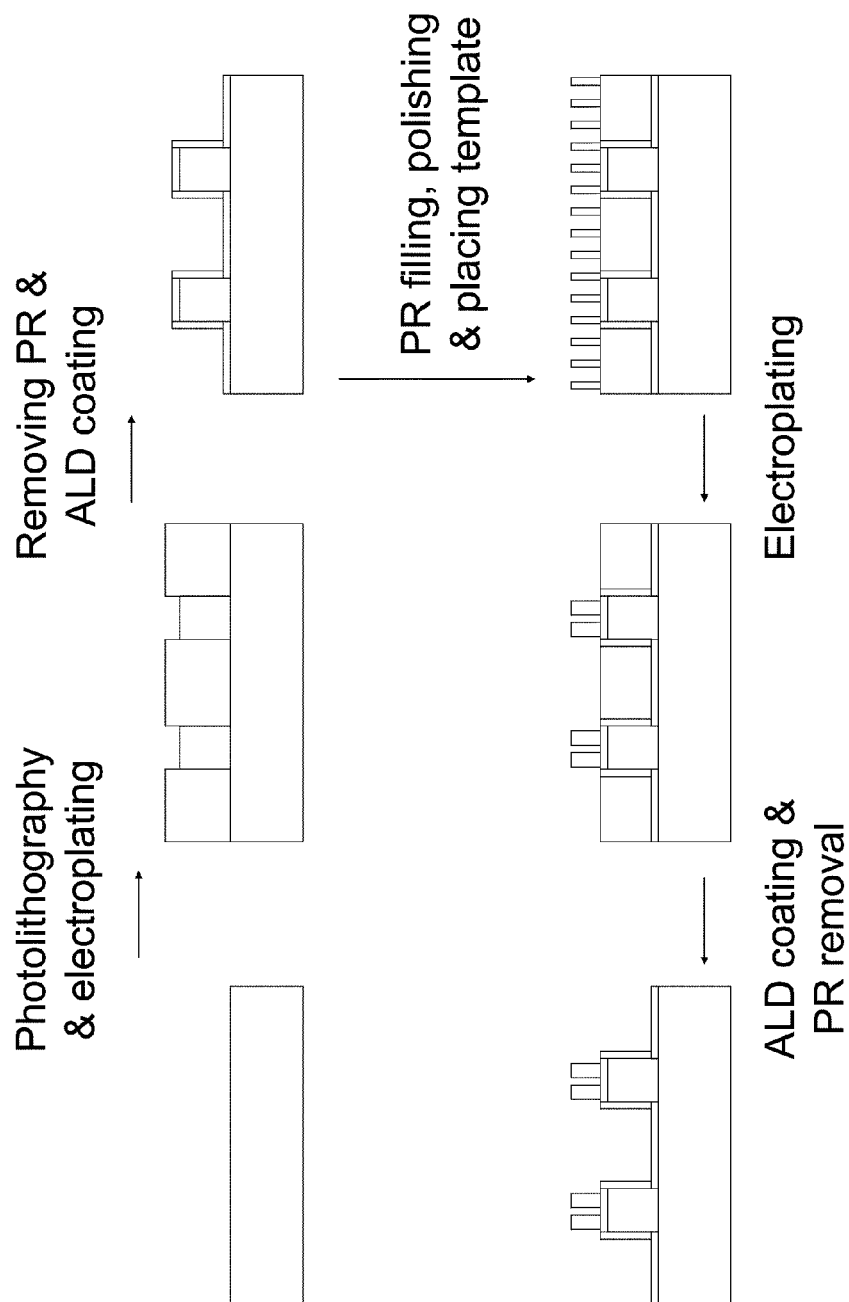 Photolithography
& electroplating
Removing PR &
ALD coating
PR filling, polishing
& placing template
Electroplating
ALD coating &
PR removal